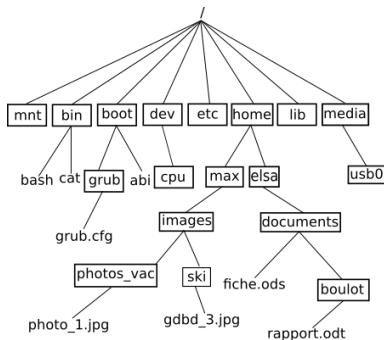 /
mnt bin boot dev etc home lib media
bash cat grub abi cpu max elsa usb0
grub.cfg images documents
photos_vac ski fiche.ods boulot
photo_1.jpg gdbd_3.jpg rapport.odt